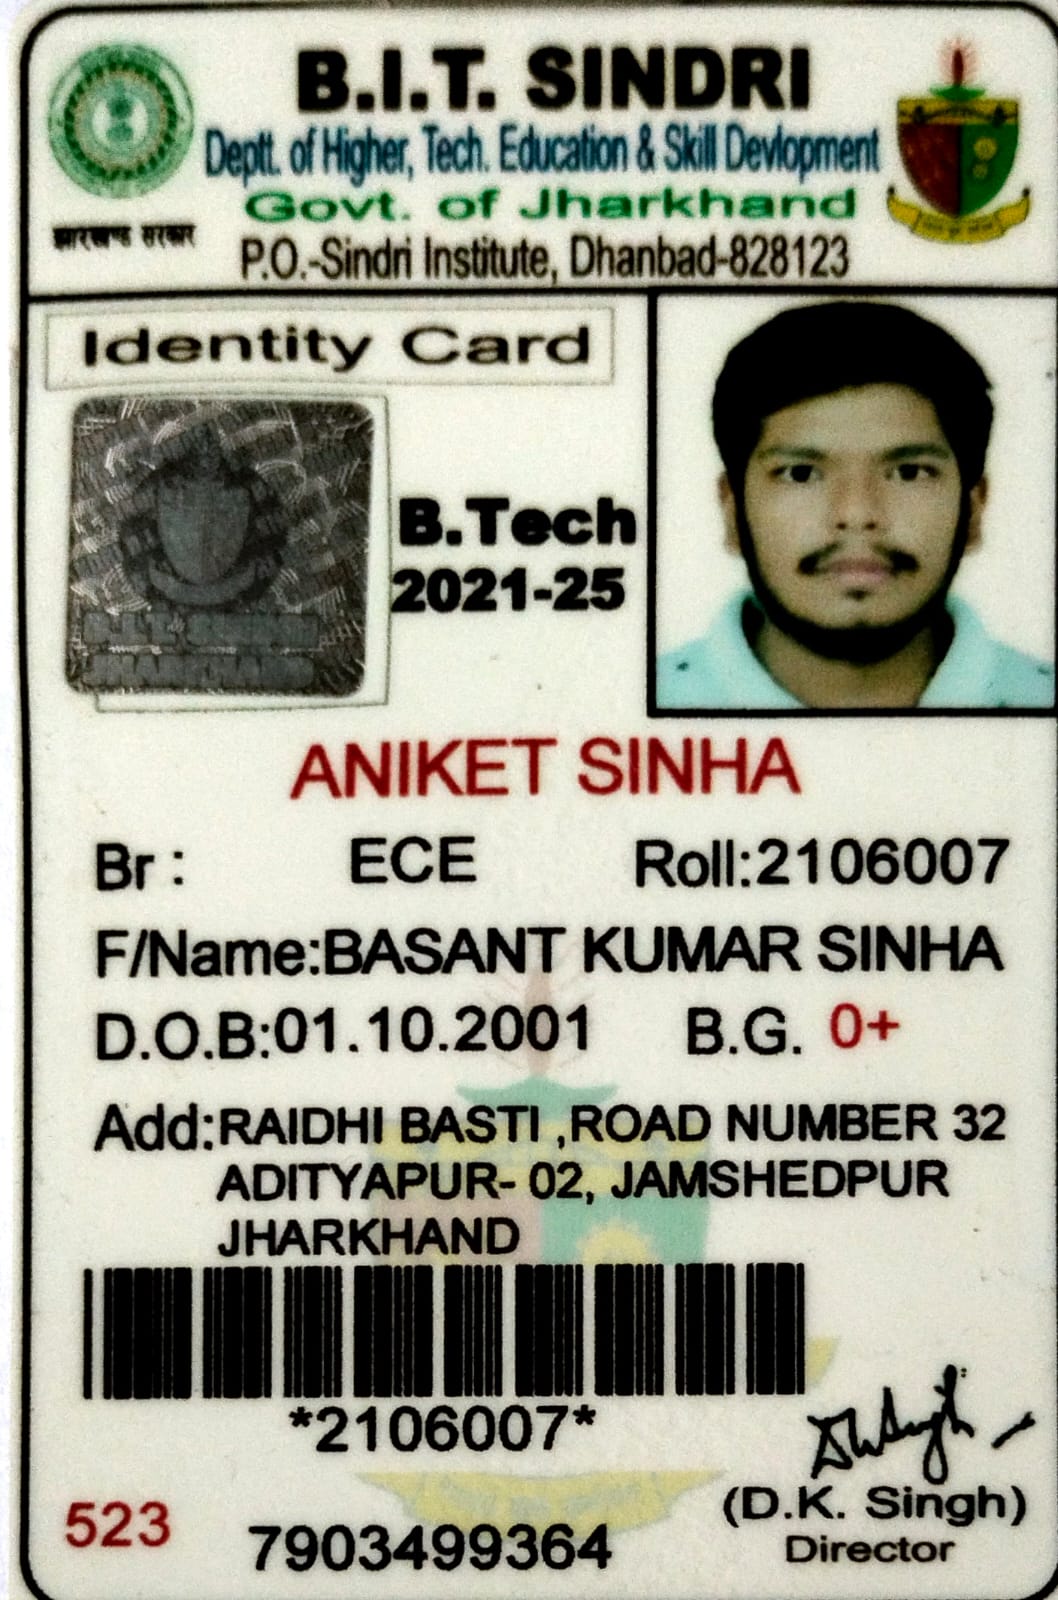 B.I.T. SINDRI
Deptt. of Higher, Tech. Education & Skill Devlopment
Govt. of Jharkhand
झारखण्ड सरकार
P.O.-Sindri Institute, Dhanbad-828123
Identity Card
B.I.T. SINDRI
JHARKHAND
B.Tech
2021-25
ANIKET SINHA
Br : ECE Roll:2106007
F/Name:BASANT KUMAR SINHA
D.O.B:01.10.2001 B.G. 0+
Add:RAIDHI BASTI ,ROAD NUMBER 32
ADITYAPUR- 02, JAMSHEDPUR
JHARKHAND
*2106007*
(D.K. Singh)
Director
523
7903499364